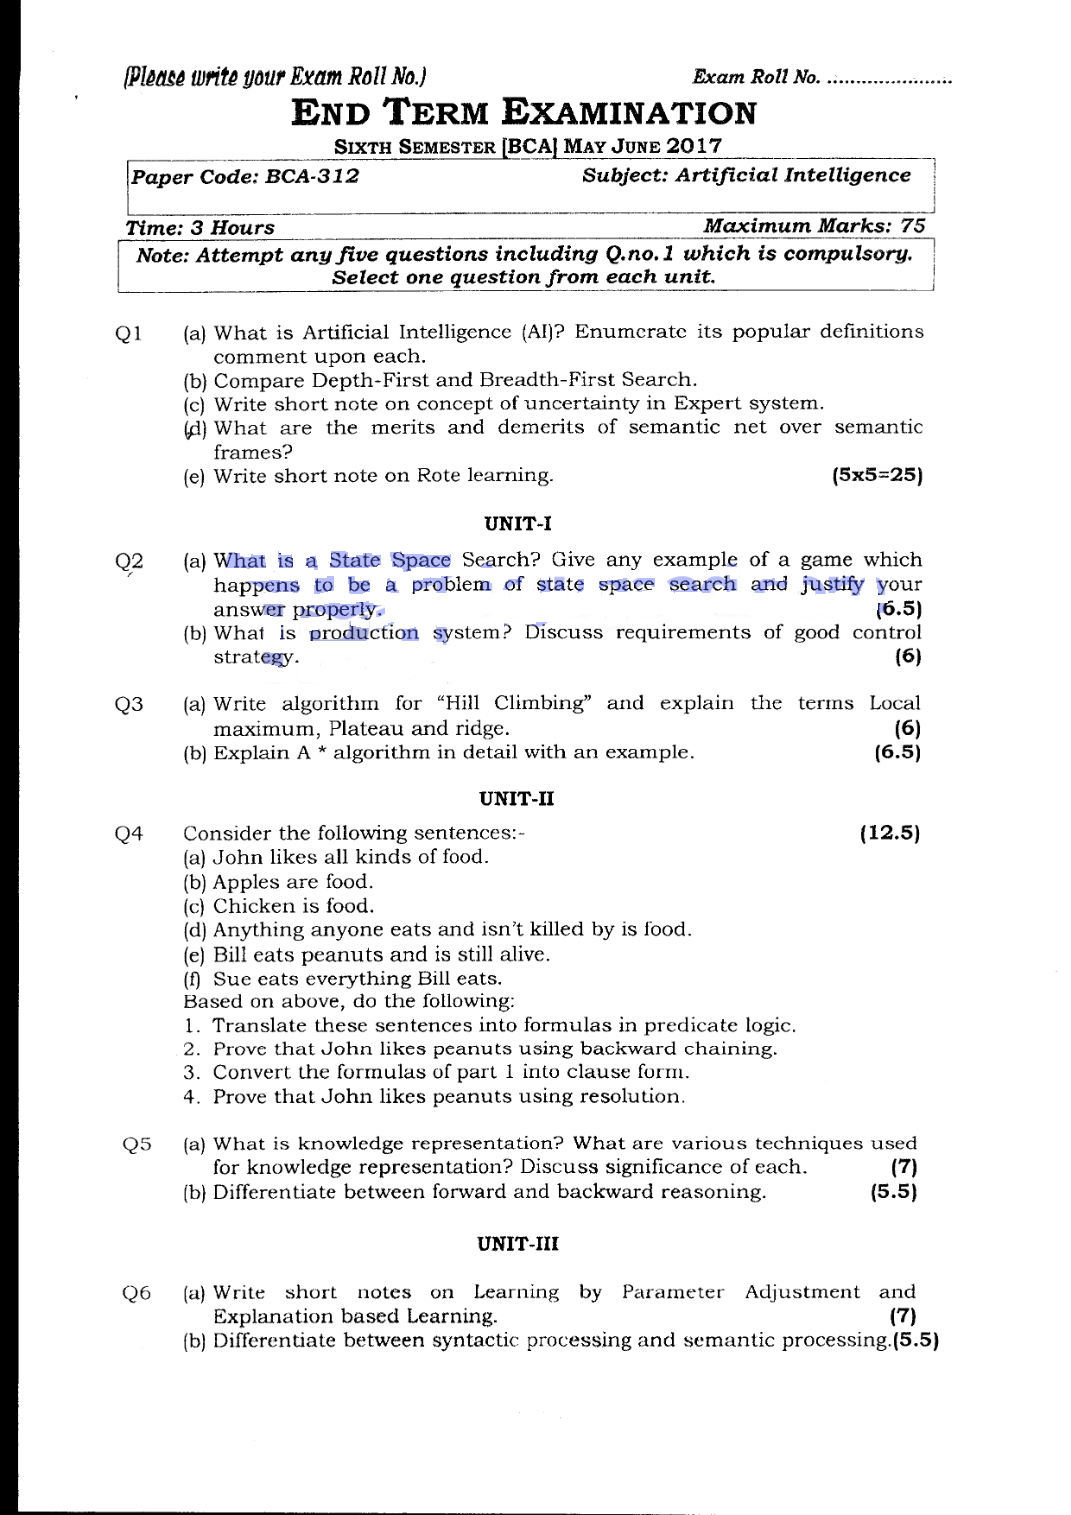 (Please write your Exam Roll No.) Exam Roll No. ......................
END TERM EXAMINATION
SIXTH SEMESTER [BCA] MAY JUNE 2017
Paper Code: BCA-312 Subject: Artificial Intelligence
Time: 3 Hours Maximum Marks: 75
Note: Attempt any five questions including Q.no.1 which is compulsory.
Select one question from each unit.
Q1 (a) What is Artificial Intelligence (AI)? Enumerate its popular definitions
comment upon each.
(b) Compare Depth-First and Breadth-First Search.
(c) Write short note on concept of uncertainty in Expert system.
(d) What are the merits and demerits of semantic net over semantic
frames?
(e) Write short note on Rote learning. (5x5=25)
UNIT-I
Q2 (a) What is a State Space Search? Give any example of a game which
happens to be a problem of state space search and justify your
answer properly. (6.5)
(b) What is production system? Discuss requirements of good control
strategy. (6)
Q3 (a) Write algorithm for “Hill Climbing” and explain the terms Local
maximum, Plateau and ridge. (6)
(b) Explain A * algorithm in detail with an example. (6.5)
UNIT-II
Q4 Consider the following sentences:- (12.5)
(a) John likes all kinds of food.
(b) Apples are food.
(c) Chicken is food.
(d) Anything anyone eats and isn't killed by is food.
(e) Bill eats peanuts and is still alive.
(f) Sue eats everything Bill eats.
Based on above, do the following:
1. Translate these sentences into formulas in predicate logic.
2. Prove that John likes peanuts using backward chaining.
3. Convert the formulas of part 1 into clause form.
4. Prove that John likes peanuts using resolution.
Q5 (a) What is knowledge representation? What are various techniques used
for knowledge representation? Discuss significance of each. (7)
(b) Differentiate between forward and backward reasoning. (5.5)
UNIT-III
Q6 (a) Write short notes on Learning by Parameter Adjustment and
Explanation based Learning. (7)
(b) Differentiate between syntactic processing and semantic processing.(5.5)